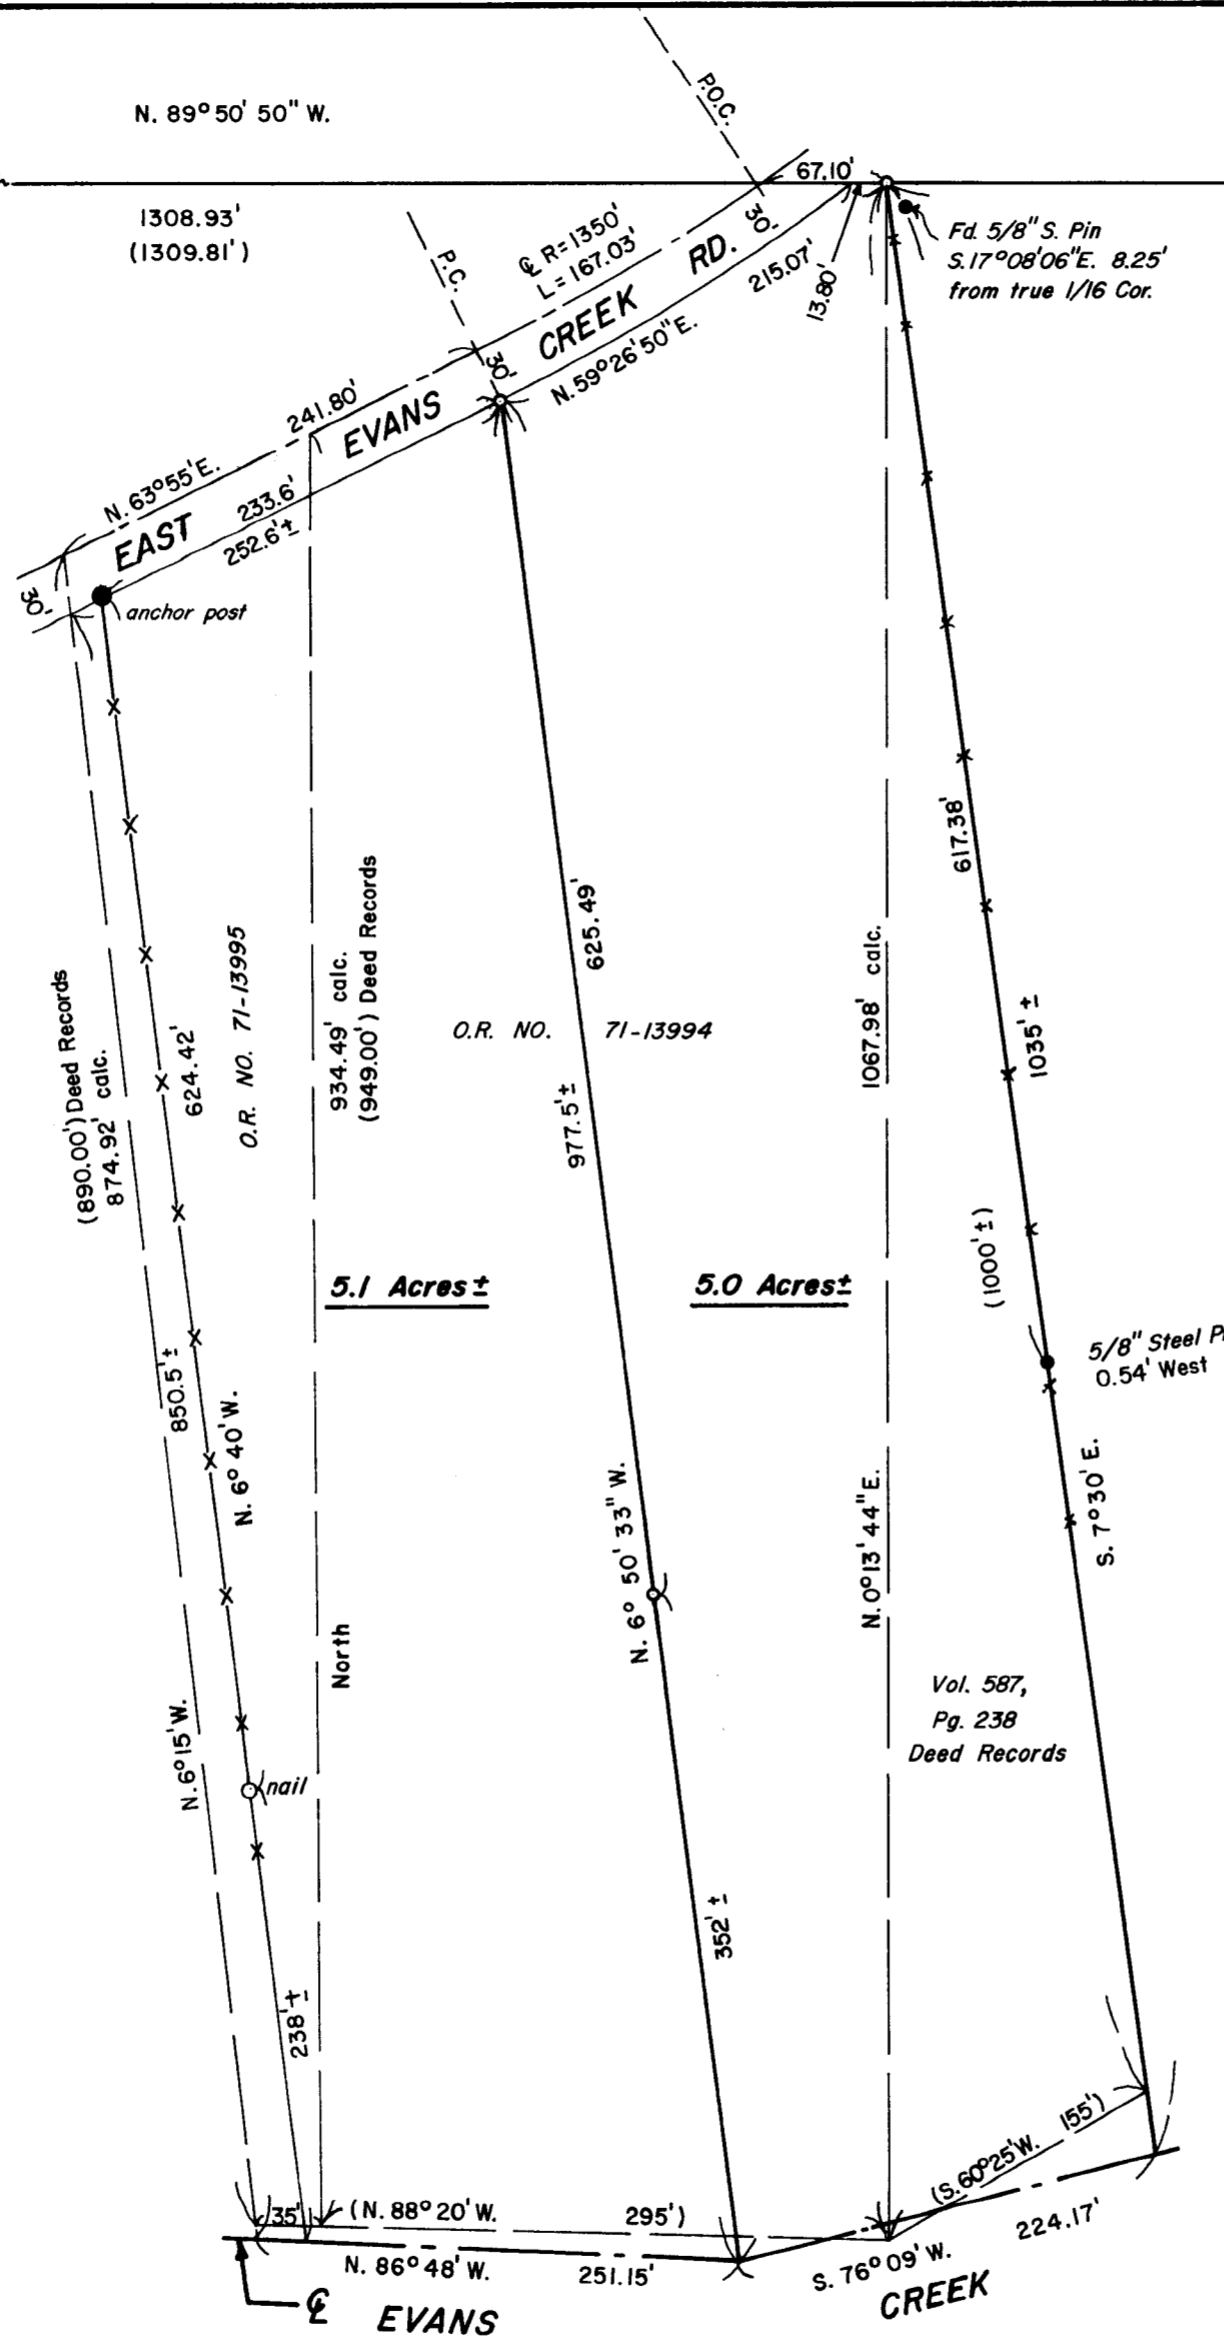 N. 89° 50' 50" W.
P.O.C.
67.10'
1308.93'
(1309.81')
P.C.
℄ R=1350'
L=167.03'
30'
215.07'
13.80'
Fd. 5/8" S. Pin
S.17°08'06"E. 8.25'
from true 1/16 Cor.
EAST EVANS CREEK RD.
30'
N.59°26'50"E.
241.80'
N. 63°55'E.
233.6'
252.6'±
30'
anchor post
(890.00') Deed Records
874.92' calc.
624.42'
O.R. NO. 71-13995
934.49' calc.
(949.00') Deed Records
625.49'
O.R. NO. 71-13994
977.5'±
1067.98' calc.
617.38'
1035'±
(1000'±)
5.1 Acres±
5.0 Acres±
5/8" Steel
0.54' West
850.5'±
N. 6° 40' W.
N. 6° 50' 33" W.
N. 0°13' 44" E.
S. 7°30' E.
North
N. 6°15' W.
nail
Vol. 587,
Pg. 238
Deed Records
352'±
238'±
35'
(N. 88° 20' W. 295')
(S. 60°25'W. 155')
N. 86° 48' W. 251.15'
S. 76° 09' W. 224.17'
℄ EVANS CREEK